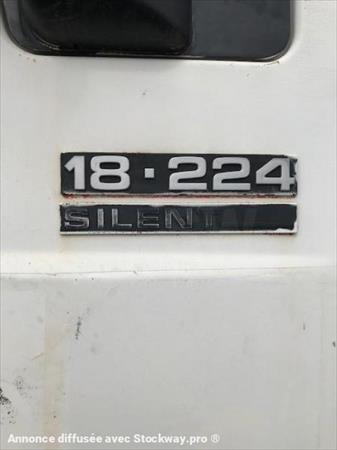 18·224
SILENT
Annonce diffusée avec Stockway.pro ®